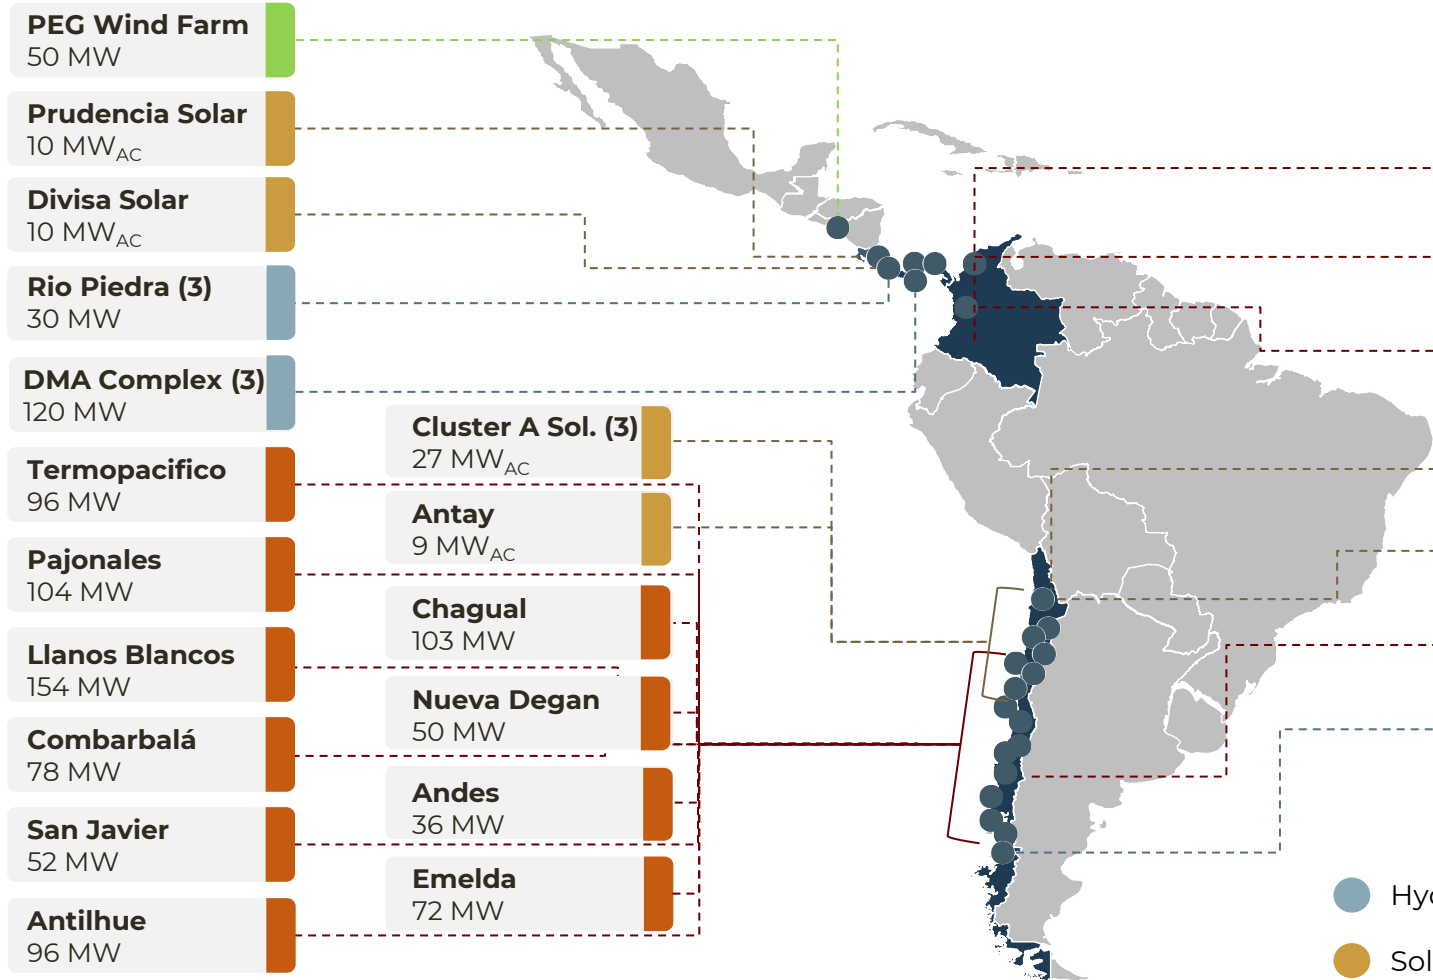 PEG Wind Farm
50 MW
Prudencia Solar
10 MWAC
Divisa Solar
10 MWAC
Rio Piedra (3)
30 MW
DMA Complex (3)
120 MW
Termopacifico
96 MW
Pajonales
104 MW
Llanos Blancos
154 MW
Combarbalá
78 MW
San Javier
52 MW
Antilhue
96 MW
Cluster A Sol. (3)
27 MWAC
Antay
9 MWAC
Chagual
103 MW
Nueva Degan
50 MW
Andes
36 MW
Emelda
72 MW